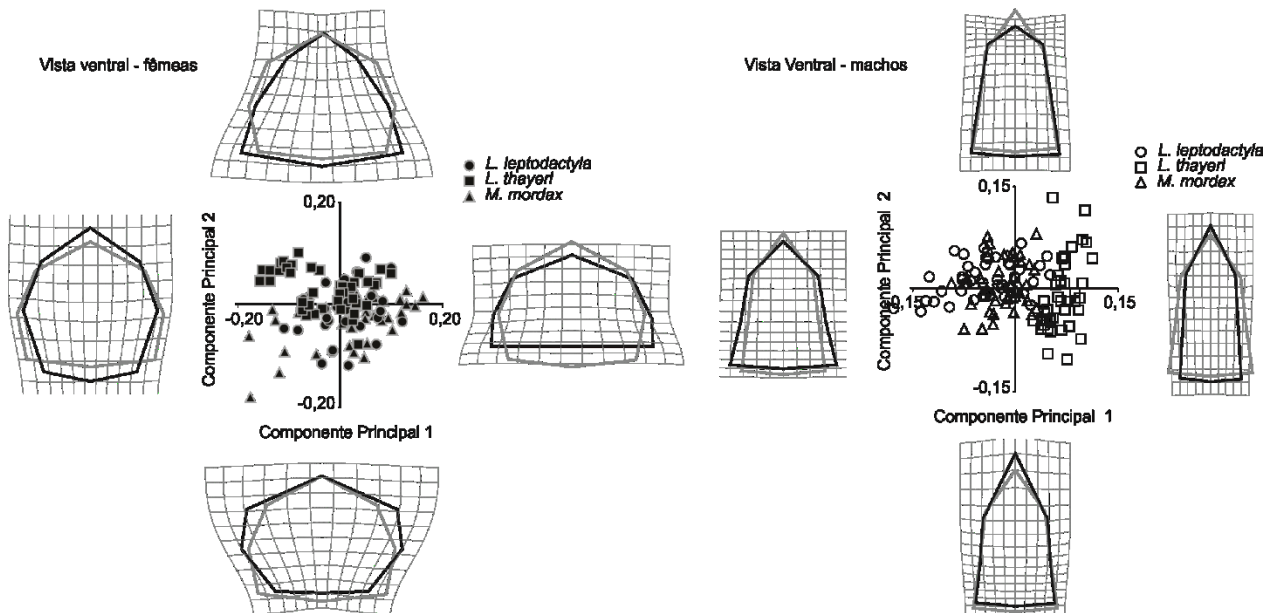 Vista ventral - fêmeas
L. leptodactyla
L. thayeri
M. mordax
Componente Principal 2
0,20
-0,20
0,20
-0,20
Componente Principal 1
Vista Ventral - machos
L. leptodactyla
L. thayeri
M. mordax
Componente Principal 2
0,15
-0,15
0,15
-0,15
Componente Principal 1